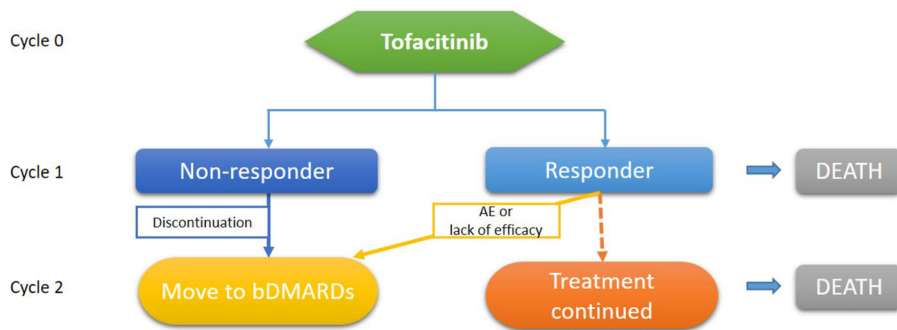 Cycle 0
Tofacitinib
Cycle 1
Non-responder
Responder
DEATH
Discontinuation
AE or
lack of efficacy
Cycle 2
Move to bDMARDs
Treatment
continued
DEATH